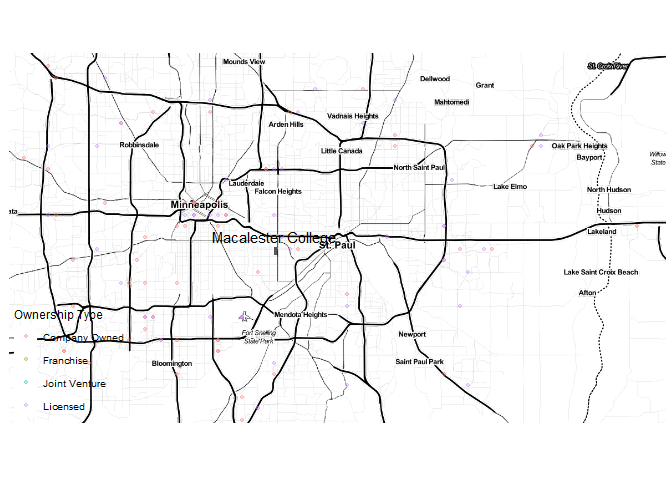 Mounds View
St. Croix River
Dellwood
Grant
Mahtomedi
Vadnais Heights
Arden Hills
Robbinsdale
Little Canada
Oak Park Heights
Willow
State
Bayport
North Saint Paul
Lauderdale
Falcon Heights
Lake Elmo
North Hudson
Minneapolis
ata
Hudson
Macalester College
St. Paul
Lakeland
Lake Saint Croix Beach
Afton
Ownership Type
Company Owned
Franchise
Joint Venture
Licensed
Mendota Heights
Fort Snelling
State Park
Newport
Bloomington
Saint Paul Park